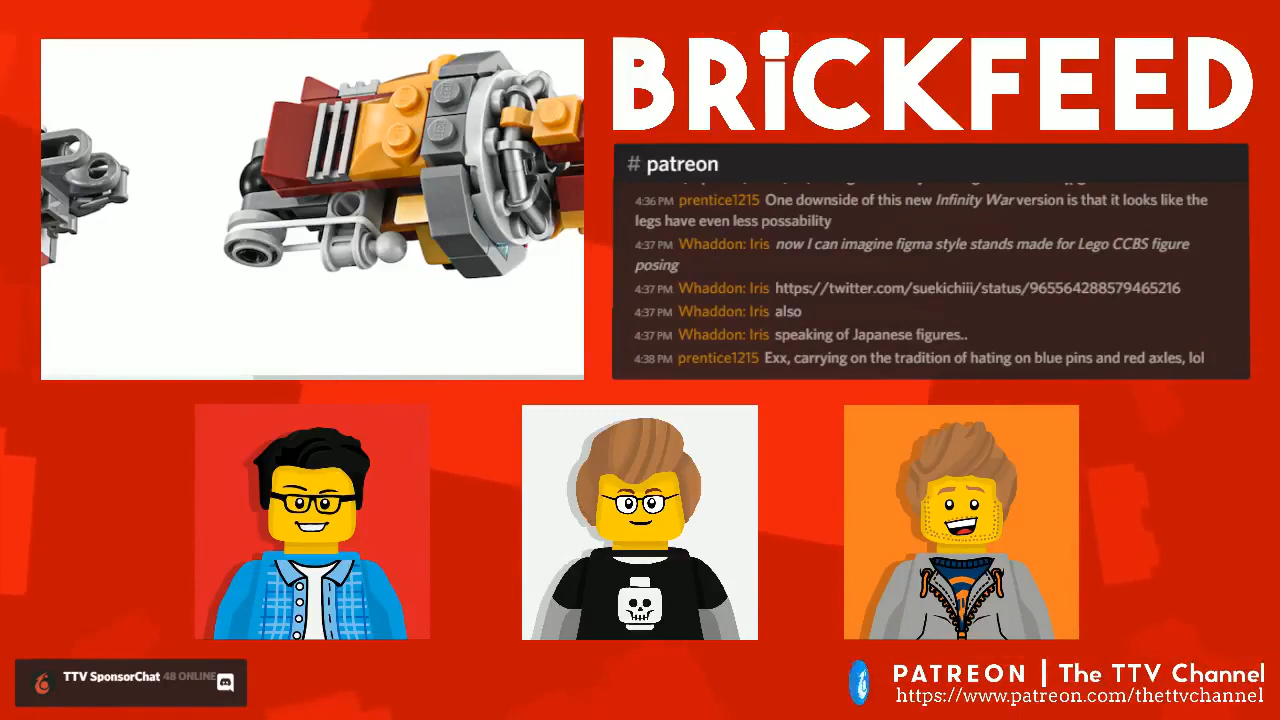 BRiCKFEED
# patreon
4:36 PM prentice1215 One downside of this new Infinity War version is that it looks like the
legs have even less possability
4:37 PM Whaddon: Iris now I can imagine figma style stands made for Lego CCBS figure
posing
4:37 PM Whaddon: Iris https://twitter.com/suekichiii/status/965564288579465216
4:37 PM Whaddon: Iris also
4:37 PM Whaddon: Iris speaking of Japanese figures..
4:38 PM prentice1215 Exx, carrying on the tradition of hating on blue pins and red axles, lol
TTV SponsorChat 48 ONLINE
PATREON | The TTV Channel
https://www.patreon.com/thettvchannel